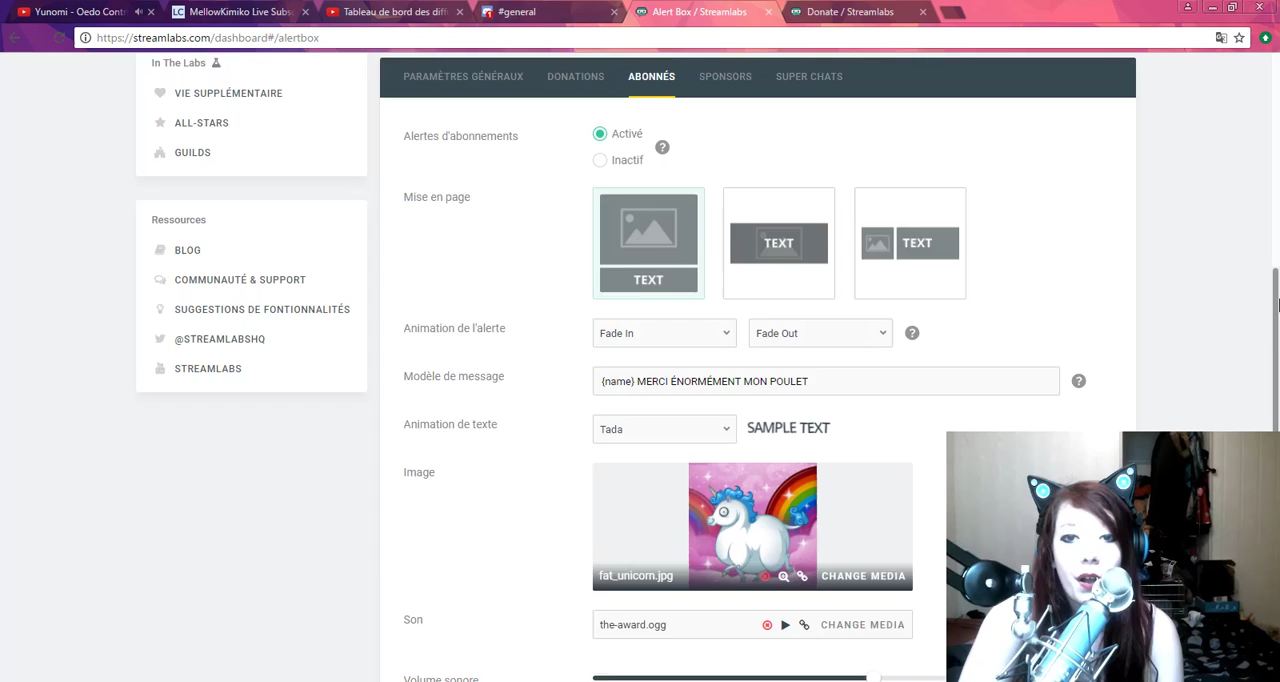 Yunomi - Oedo Cont
MellowKimiko Live Subs
Tableau de bord des diff
#general
Alert Box / Streamlabs
Donate / Streamlabs
https://streamlabs.com/dashboard#/alertbox
In The Labs
VIE SUPPLÉMENTAIRE
ALL-STARS
GUILDS
Ressources
BLOG
COMMUNAUTÉ & SUPPORT
SUGGESTIONS DE FONTIONNALITÉS
@STREAMLABSHQ
STREAMLABS
PARAMÈTRES GÉNÉRAUX DONATIONS ABONNÉS SPONSORS SUPER CHATS
Alertes d'abonnements
Activé
Inactif
?
Mise en page
TEXT
TEXT
TEXT
Animation de l'alerte
Fade In
Fade Out
?
Modèle de message
{name} MERCI ÉNORMÉMENT MON POULET
?
Animation de texte
Tada
SAMPLE TEXT
Image
fat_unicorn.jpg
CHANGE MEDIA
Son
the-award.ogg
CHANGE MEDIA
Volume sonore